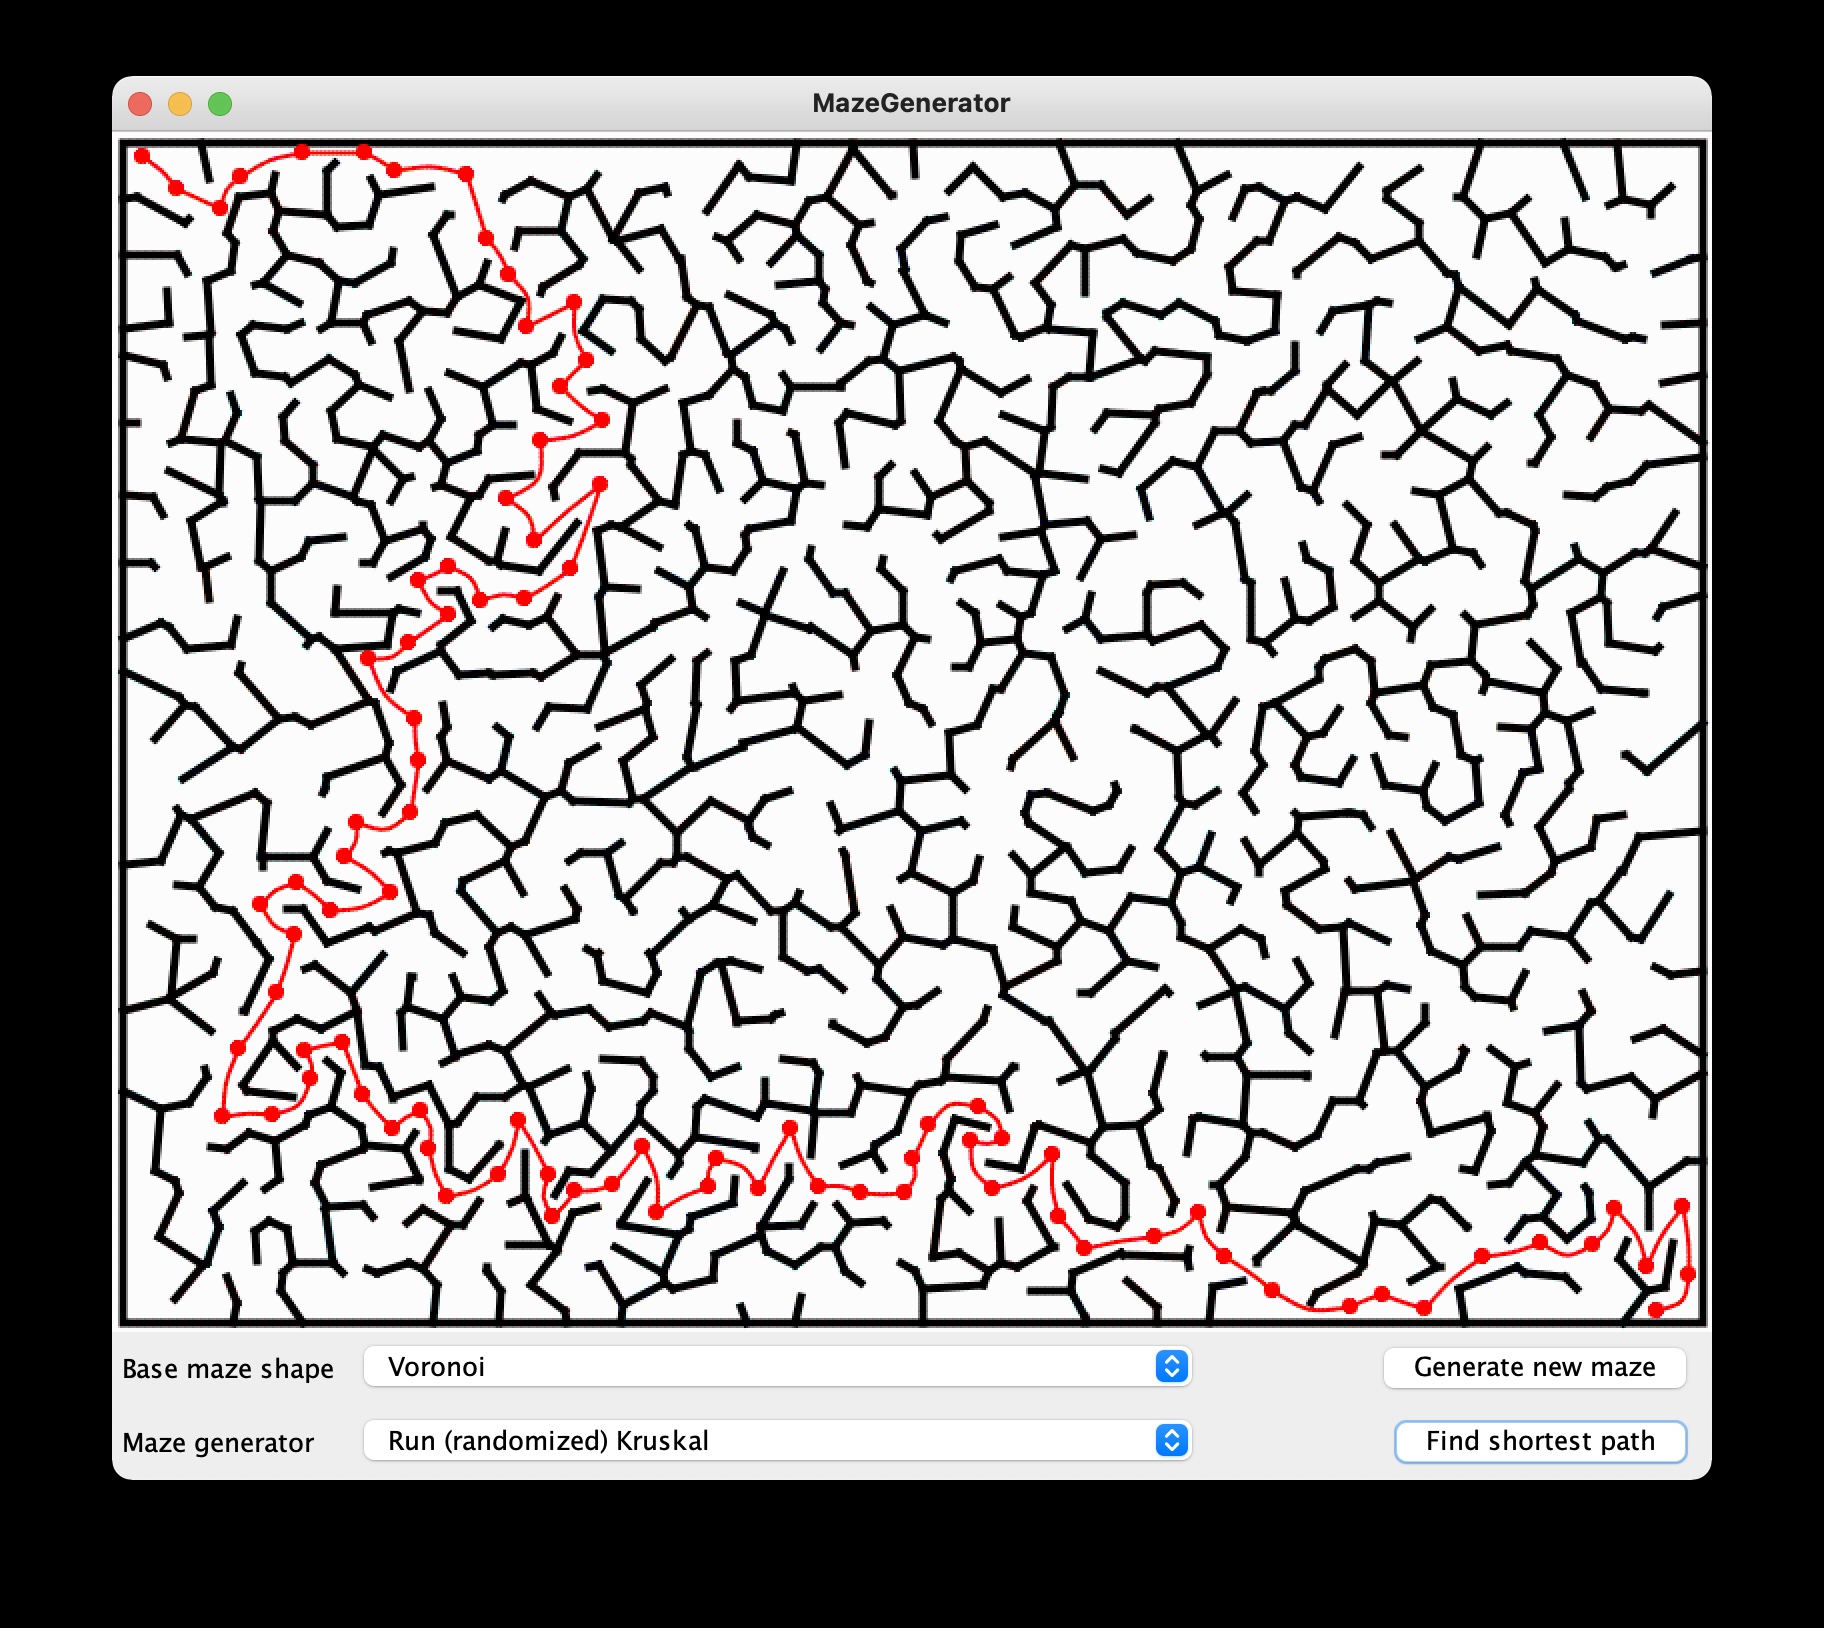 MazeGenerator
Base maze shape
Voronoi
Generate new maze
Maze generator
Run (randomized) Kruskal
Find shortest path